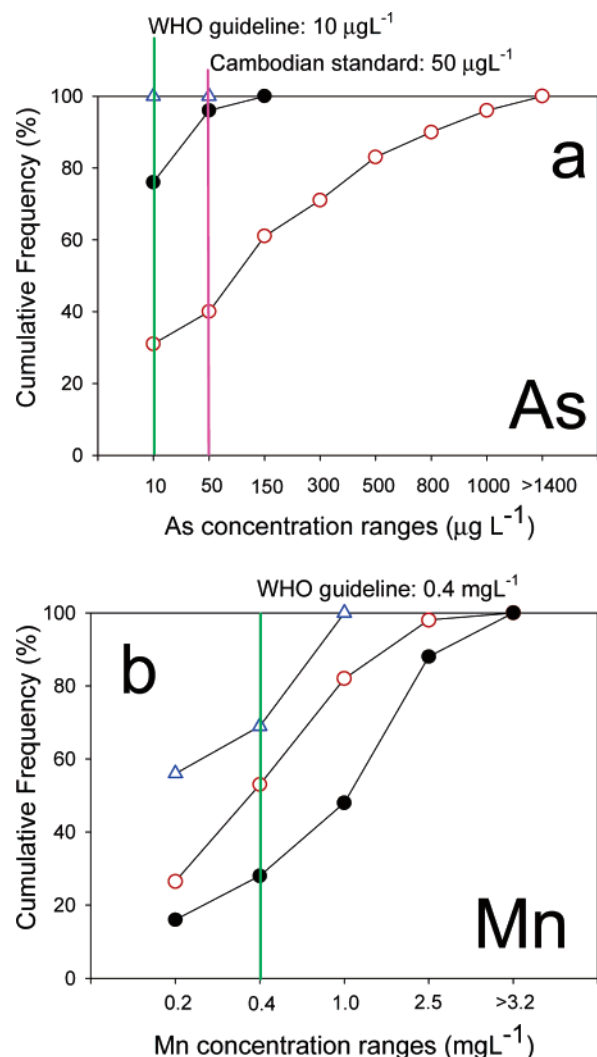 WHO guideline: 10 µgL⁻¹
Cambodian standard: 50 µgL⁻¹
100
80
60
40
20
0
Cumulative Frequency (%)
a
As
10 50 150 300 500 800 1000 >1400
As concentration ranges (µg L⁻¹)
WHO guideline: 0.4 mgL⁻¹
100
80
60
40
20
0
Cumulative Frequency (%)
b
Mn
0.2 0.4 1.0 2.5 >3.2
Mn concentration ranges (mgL⁻¹)